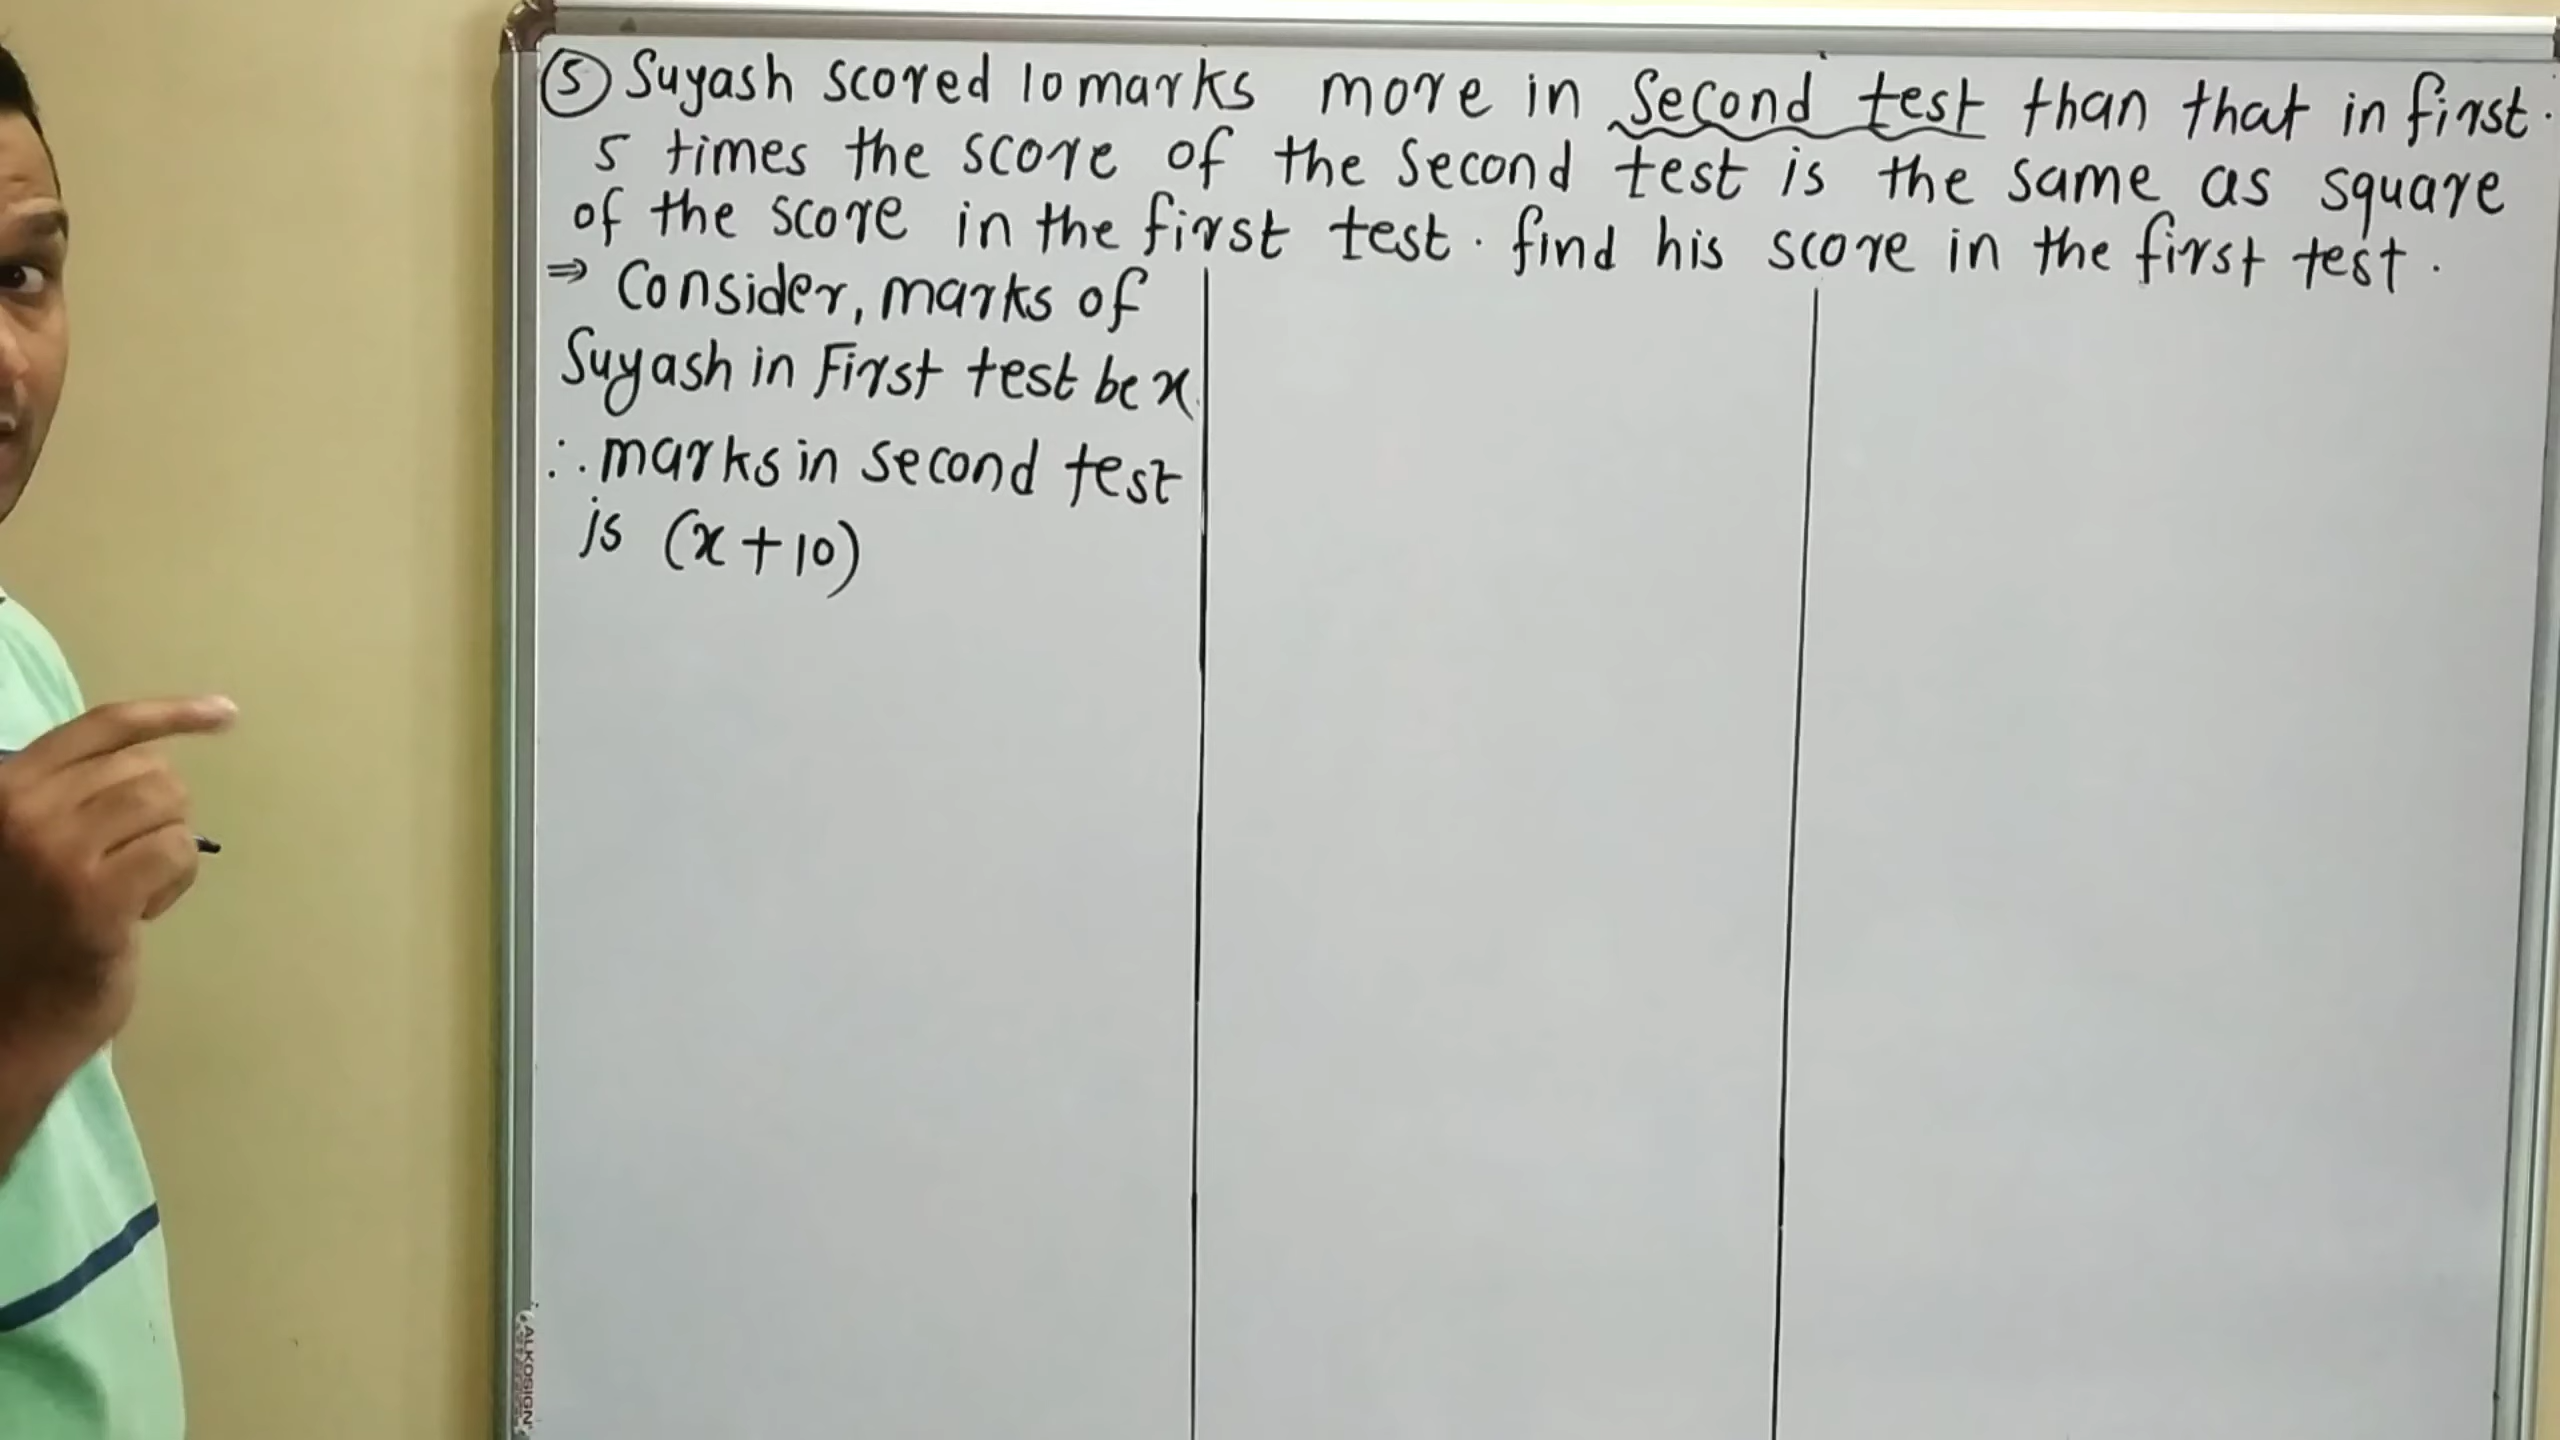 ⑤ Suyash scored 10 marks more in Second test than that in first.
5 times the score of the Second test is the same as square
of the score in the first test. find his score in the first test.
⇒ Consider, marks of
Suyash in First test be x
∴ marks in second test
is (x+10)
ALKOSIGN